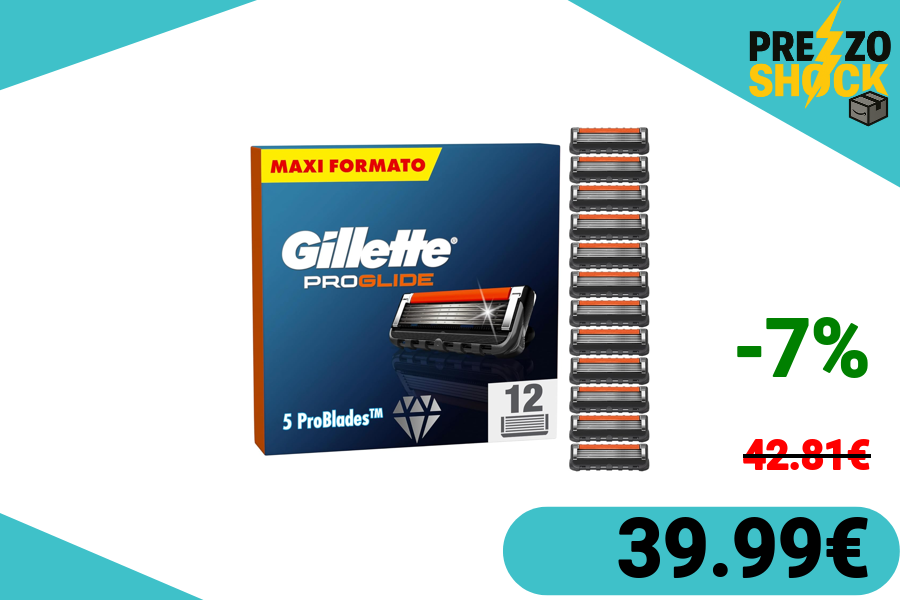 PREZZO
SHOCK
MAXI FORMATO
Gillette®
PROGLIDE
5 ProBlades™
12
-7%
42.81€
39.99€